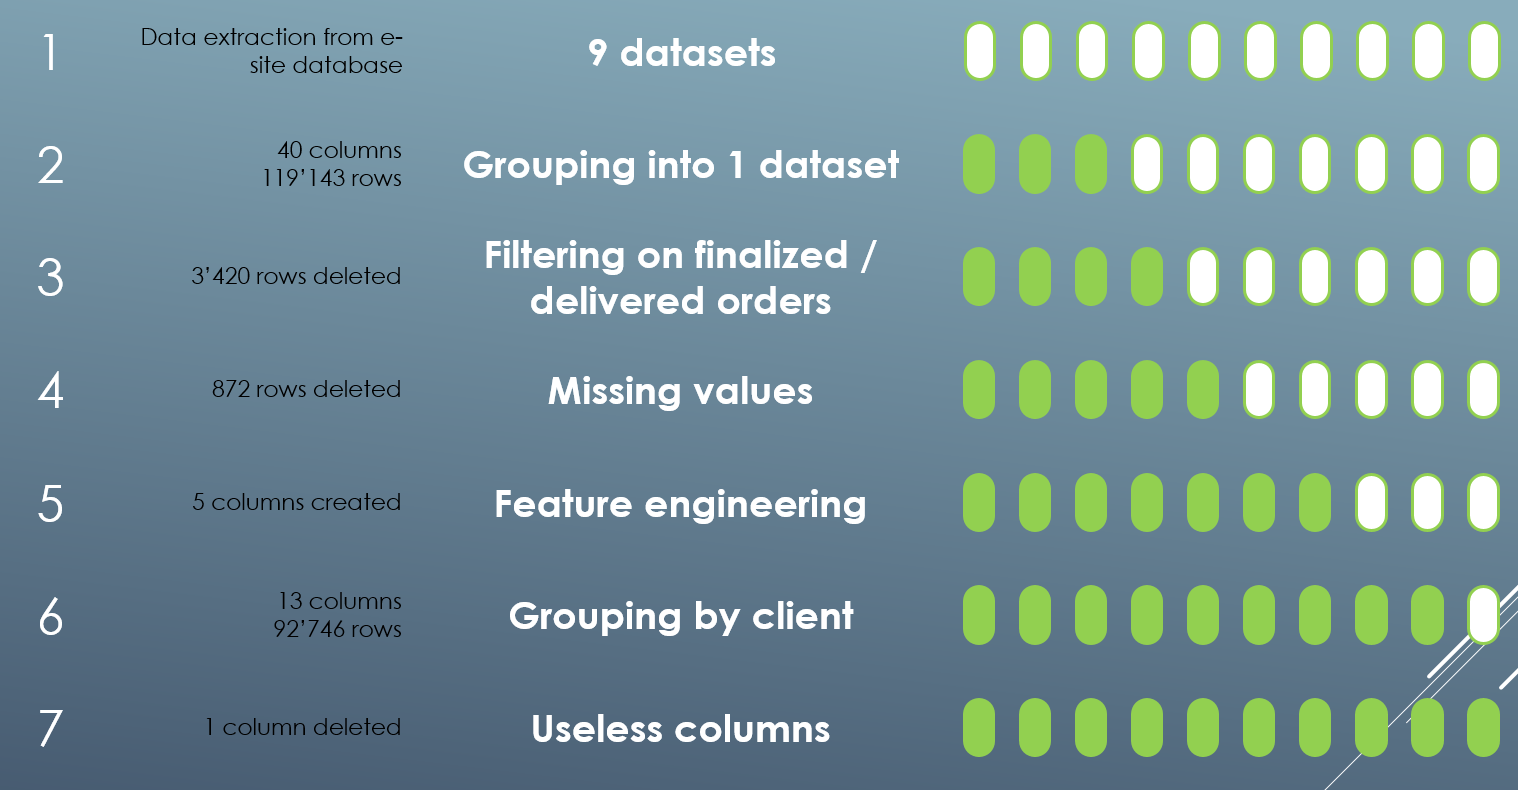 1
Data extraction from e-
site database
9 datasets
2
40 columns
119’143 rows
Grouping into 1 dataset
3
3’420 rows deleted
Filtering on finalized /
delivered orders
4
872 rows deleted
Missing values
5
5 columns created
Feature engineering
6
13 columns
92’746 rows
Grouping by client
7
1 column deleted
Useless columns